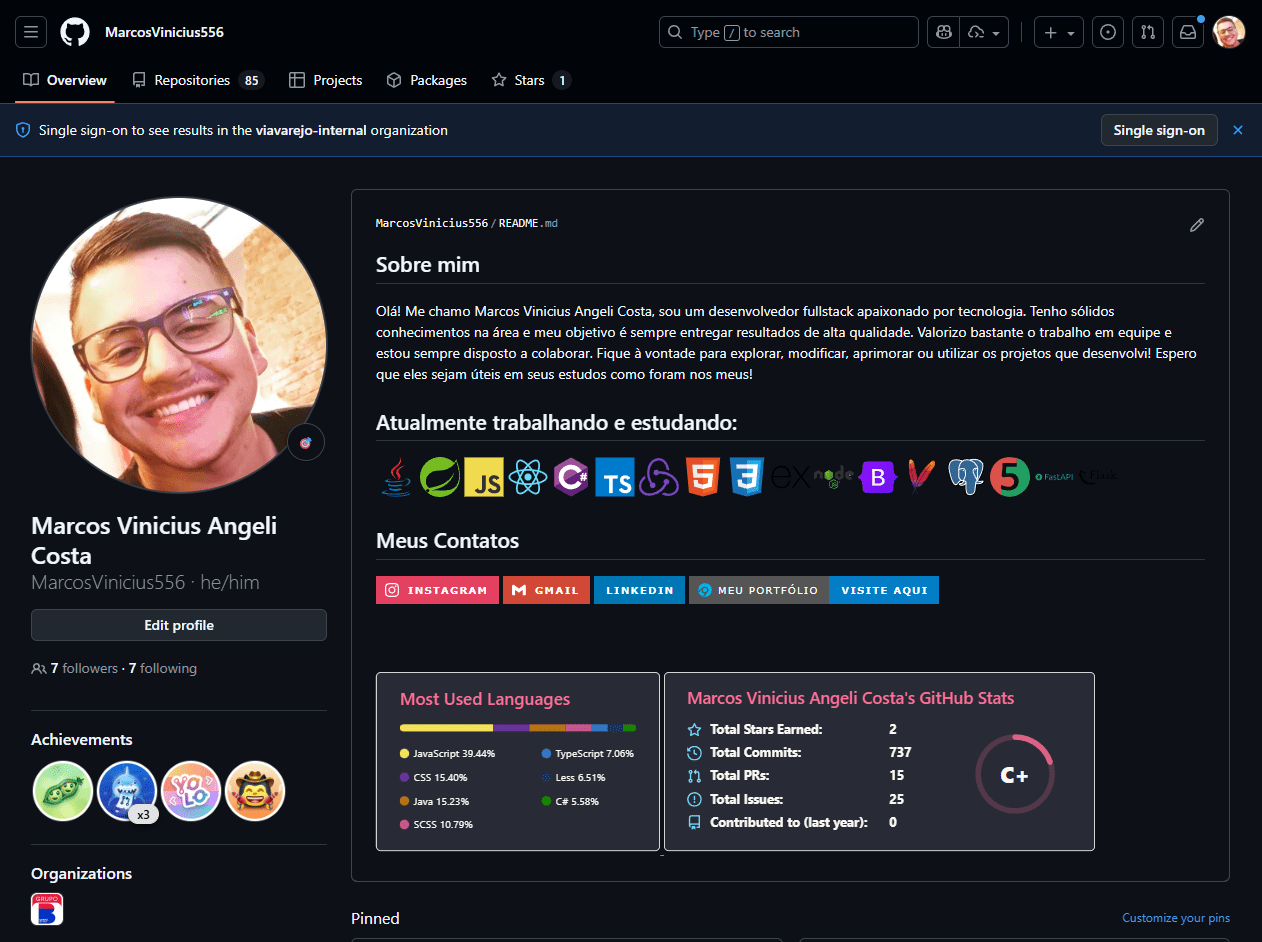 MarcosVinicius556
Type / to search
Overview
Repositories 85
Projects
Packages
Stars 1
Single sign-on to see results in the viavarejo-internal organization
Single sign-on
MarcosVinicius556/README.md
Sobre mim
Olá! Me chamo Marcos Vinicius Angeli Costa, sou um desenvolvedor fullstack apaixonado por tecnologia. Tenho sólidos
conhecimentos na área e meu objetivo é sempre entregar resultados de alta qualidade. Valorizo bastante o trabalho em equipe e
estou sempre disposto a colaborar. Fique à vontade para explorar, modificar, aprimorar ou utilizar os projetos que desenvolvi! Espero
que eles sejam úteis em seus estudos como foram nos meus!
Atualmente trabalhando e estudando:
JS
C#
TS
5
3
ex
node
B
5
FastAPI
Flask
Meus Contatos
INSTAGRAM
GMAIL
LINKEDIN
MEU PORTFÓLIO
VISITE AQUI
Marcos Vinicius Angeli
Costa
MarcosVinicius556 · he/him
Edit profile
7 followers · 7 following
Achievements
x3
YOLO
Organizations
GRUPO
B
Most Used Languages
JavaScript 39.44%
CSS 15.40%
Java 15.23%
SCSS 10.79%
TypeScript 7.06%
Less 6.51%
C# 5.58%
Marcos Vinicius Angeli Costa's GitHub Stats
Total Stars Earned: 2
Total Commits: 737
Total PRs: 15
Total Issues: 25
Contributed to (last year): 0
C+
Pinned
Customize your pins